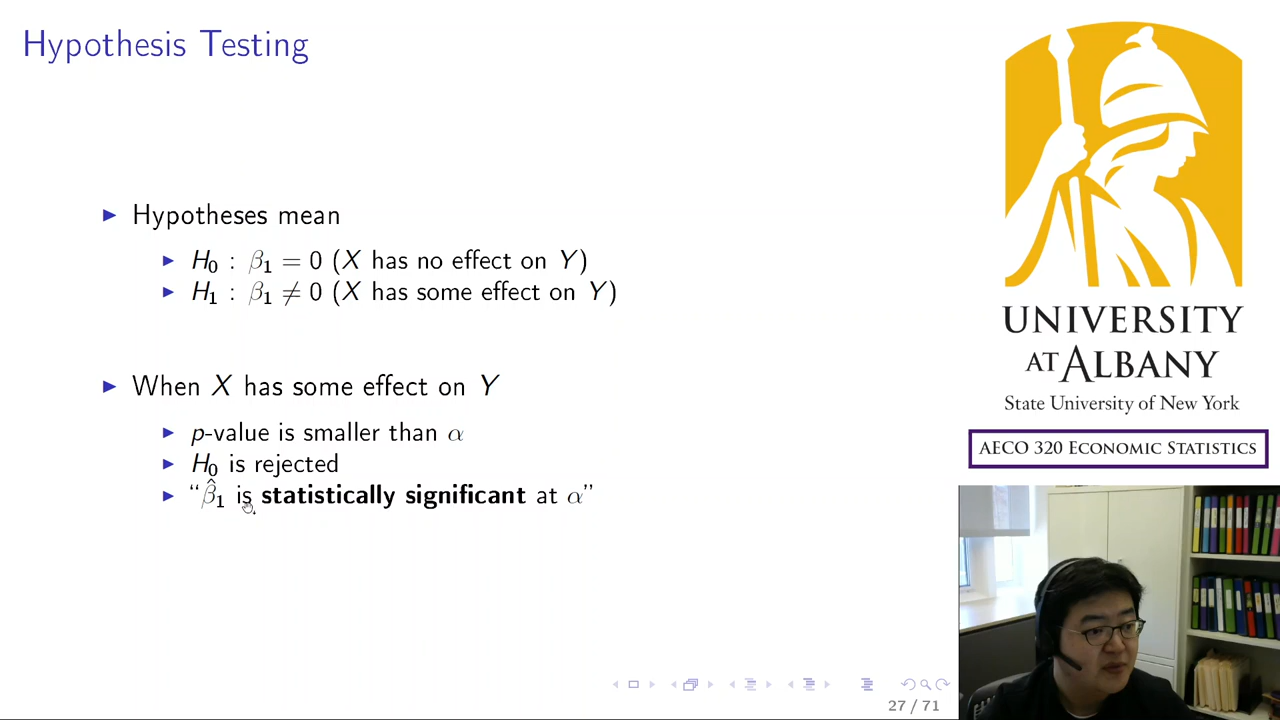 Hypothesis Testing
▶ Hypotheses mean
▶ H₀ : β₁ = 0 (X has no effect on Y)
▶ H₁ : β₁ ≠ 0 (X has some effect on Y)
▶ When X has some effect on Y
▶ p-value is smaller than α
▶ H₀ is rejected
▶ “β̂₁ is statistically significant at α”
27 / 71
UNIVERSITY
AT ALBANY
State University of New York
AECO 320 Economic Statistics